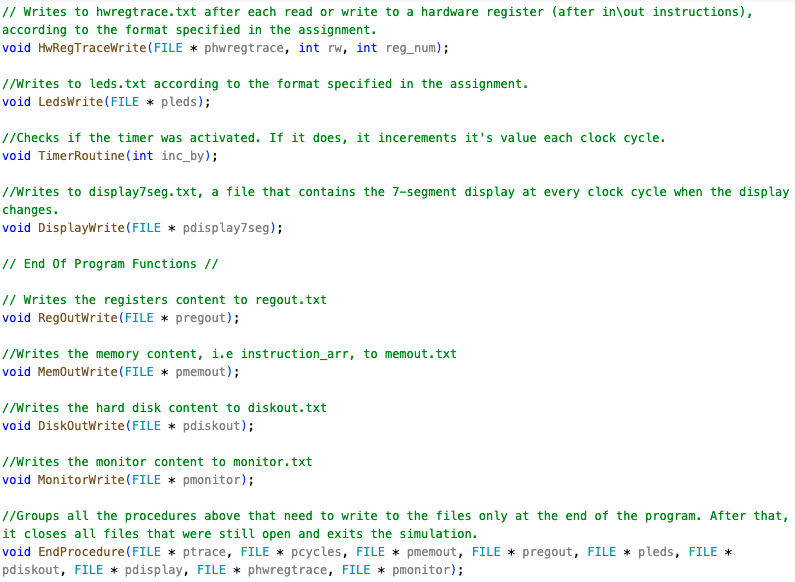 // Writes to hwregtrace.txt after each read or write to a hardware register (after in\out instructions),
according to the format specified in the assignment.
void HwRegTraceWrite(FILE * phwregtrace, int rw, int reg_num);
//Writes to leds.txt according to the format specified in the assignment.
void LedsWrite(FILE * pleds);
//Checks if the timer was activated. If it does, it incerements it's value each clock cycle.
void TimerRoutine(int inc_by);
//Writes to display7seg.txt, a file that contains the 7-segment display at every clock cycle when the display
changes.
void DisplayWrite(FILE * pdisplay7seg);
// End Of Program Functions //
// Writes the registers content to regout.txt
void RegOutWrite(FILE * pregout);
//Writes the memory content, i.e instruction_arr, to memout.txt
void MemOutWrite(FILE * pmemout);
//Writes the hard disk content to diskout.txt
void DiskOutWrite(FILE * pdiskout);
//Writes the monitor content to monitor.txt
void MonitorWrite(FILE * pmonitor);
//Groups all the procedures above that need to write to the files only at the end of the program. After that,
it closes all files that were still open and exits the simulation.
void EndProcedure(FILE * ptrace, FILE * pcycles, FILE * pmemout, FILE * pregout, FILE * pleds, FILE *
pdiskout, FILE * pdisplay, FILE * phwregtrace, FILE * pmonitor);